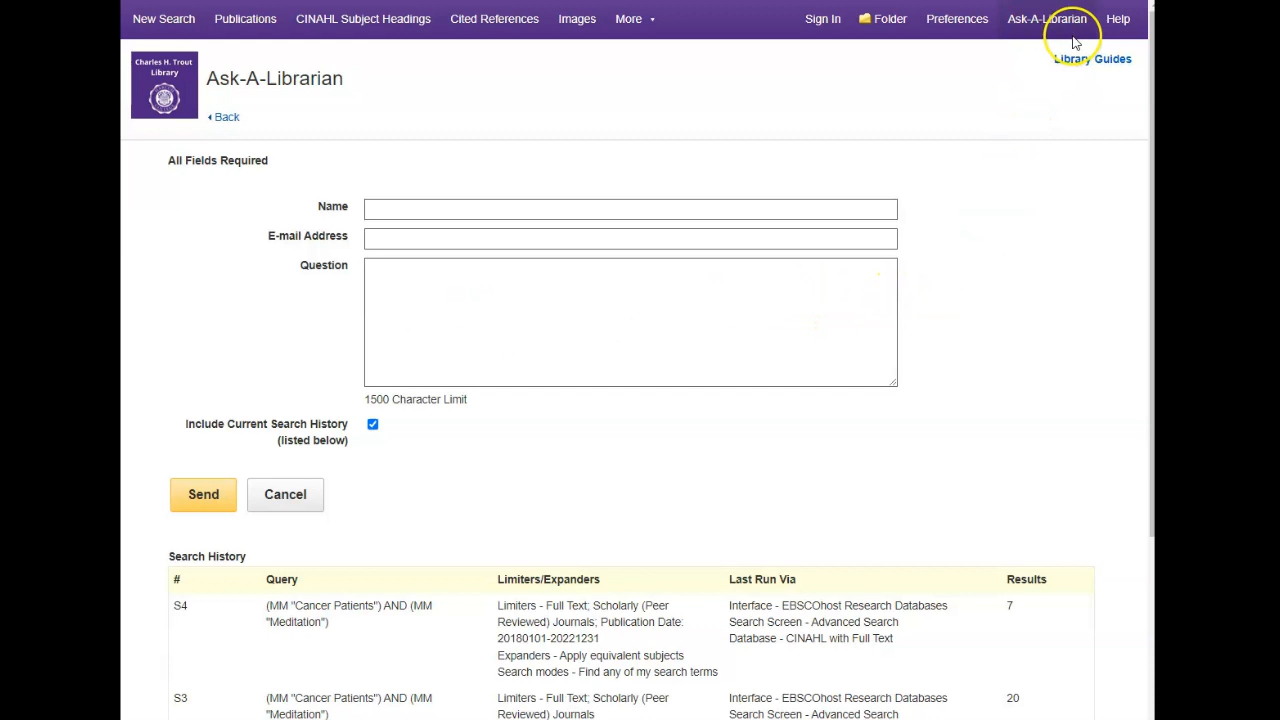 New Search Publications CINAHL Subject Headings Cited References Images More Sign In Folder Preferences Ask-A-Librarian Help
Library Guides
Charles H. Trout
Library
Ask-A-Librarian
Back
All Fields Required
Name
E-mail Address
Question
1500 Character Limit
Include Current Search History
(listed below)
Send Cancel
Search History
# Query Limiters/Expanders Last Run Via Results
S4 (MM "Cancer Patients") AND (MM Limiters - Full Text; Scholarly (Peer Interface - EBSCOhost Research Databases 7
"Meditation") Reviewed) Journals; Publication Date: Search Screen - Advanced Search
20180101-20221231 Database - CINAHL with Full Text
Expanders - Apply equivalent subjects
Search modes - Find any of my search terms
S3 (MM "Cancer Patients") AND (MM Limiters - Full Text; Scholarly (Peer Interface - EBSCOhost Research Databases 20
"Meditation") Reviewed) Journals Search Screen - Advanced Search